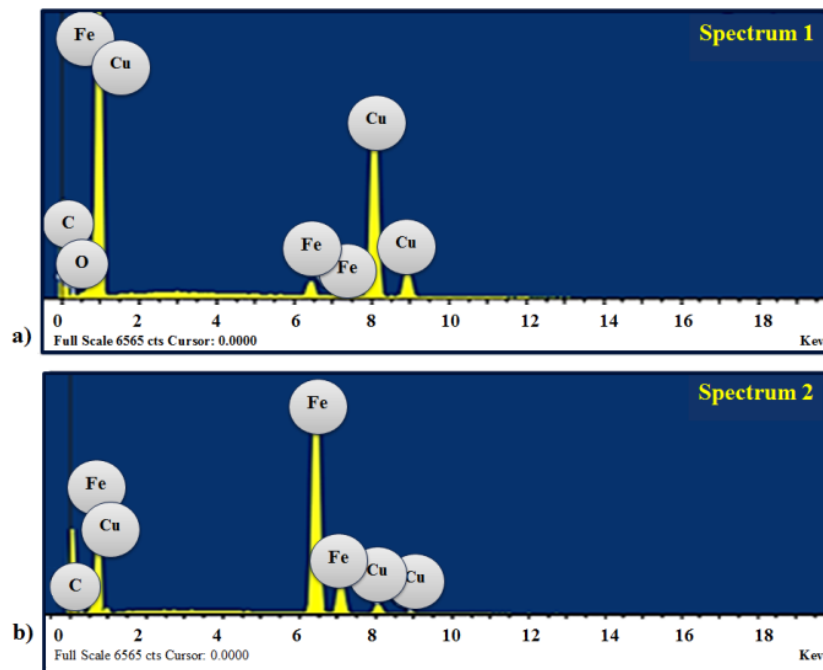 Spectrum 1
Fe
Cu
Cu
C
O
Fe
Fe
Cu
0 2 4 6 8 10 12 14 16 18
Full Scale 6565 cts Cursor: 0.0000 Kev
a)
Spectrum 2
Fe
Fe
Cu
Fe
Cu
Cu
C
0 2 4 6 8 10 12 14 16 18
Full Scale 6565 cts Cursor: 0.0000 Kev
b)